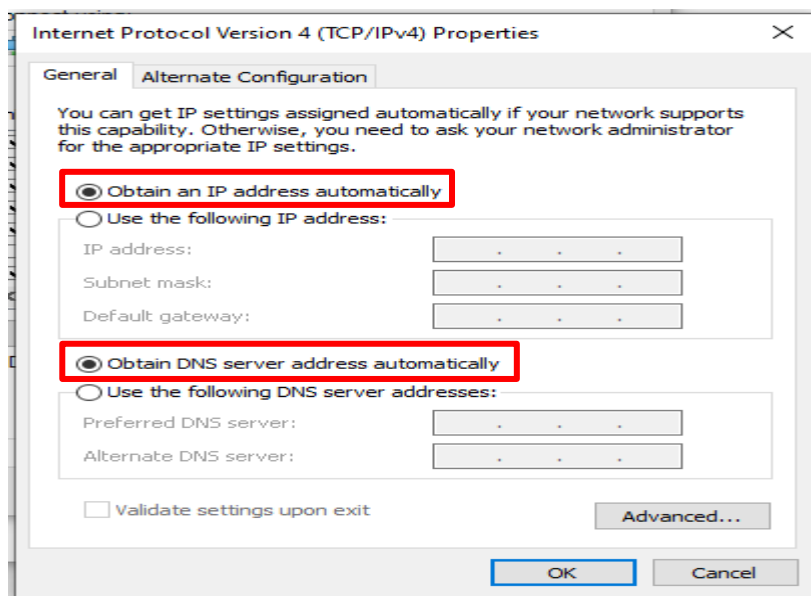 Internet Protocol Version 4 (TCP/IPv4) Properties
General
Alternate Configuration
You can get IP settings assigned automatically if your network supports
this capability. Otherwise, you need to ask your network administrator
for the appropriate IP settings.
Obtain an IP address automatically
Use the following IP address:
IP address:
Subnet mask:
Default gateway:
Obtain DNS server address automatically
Use the following DNS server addresses:
Preferred DNS server:
Alternate DNS server:
Validate settings upon exit
Advanced...
OK
Cancel